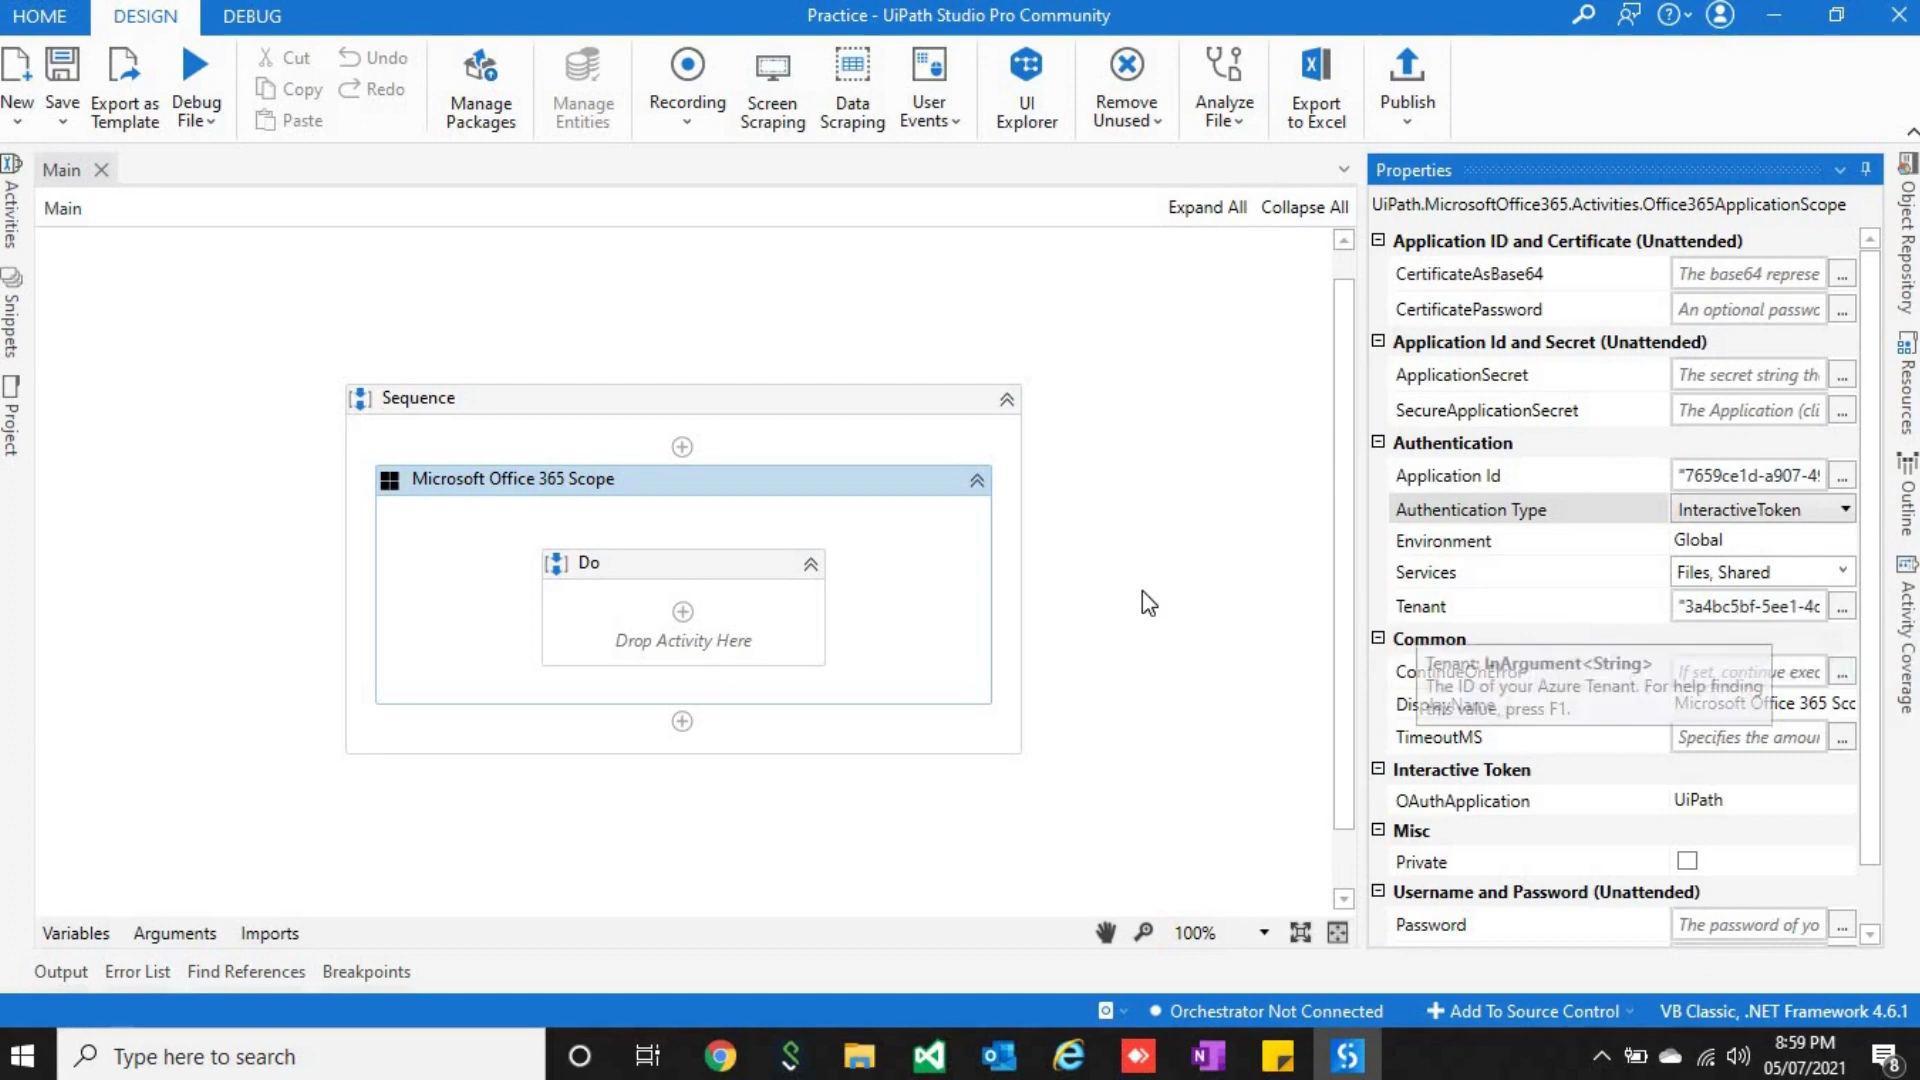 HOME DESIGN DEBUG Practice - UiPath Studio Pro Community
New Save Export as Template Debug File
Cut Copy Paste Undo Redo
Manage Packages Manage Entities Recording Screen Scraping Data Scraping User Events UI Explorer Remove Unused Analyze File Export to Excel Publish
Main
Main Expand All Collapse All
Activities
Snippets
Project
Sequence
Microsoft Office 365 Scope
Do
Drop Activity Here
Properties
UiPath.MicrosoftOffice365.Activities.Office365ApplicationScope
Application ID and Certificate (Unattended)
CertificateAsBase64 The base64 represe ...
CertificatePassword An optional passwc ...
Application Id and Secret (Unattended)
ApplicationSecret The secret string th ...
SecureApplicationSecret The Application (cli ...
Authentication
Application Id "7659ce1d-a907-4 ...
Authentication Type InteractiveToken
Environment Global
Services Files, Shared
Tenant "3a4bc5bf-5ee1-4c ...
Common
ContinueOnError If set, continue exec ...
DisplayName Microsoft Office 365 Scc
Tenant: InArgument<String>
The ID of your Azure Tenant. For help finding
this value, press F1.
TimeoutMS Specifies the amour ...
Interactive Token
OAuthApplication UiPath
Misc
Private
Username and Password (Unattended)
Password The password of yo ...
Object Repository
Resources
Outline
Activity Coverage
Variables Arguments Imports 100%
Output Error List Find References Breakpoints
Orchestrator Not Connected Add To Source Control VB Classic, .NET Framework 4.6.1
Type here to search
8:59 PM
05/07/2021
8